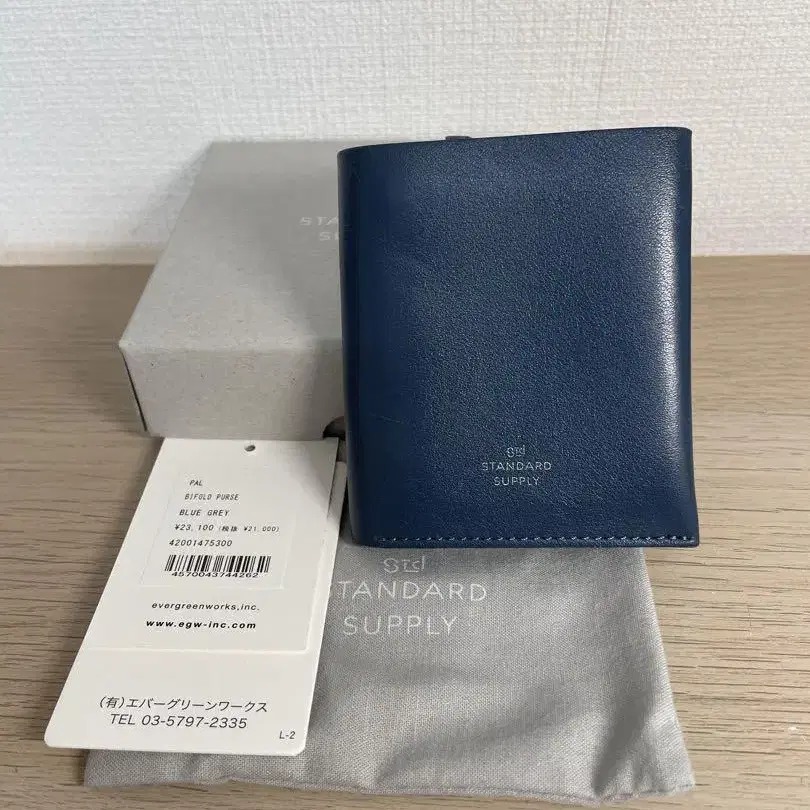 STA
S
std
STANDARD
SUPPLY
PAL
BIFOLD PURSE
BLUE GREY
¥23,100 (税抜 ¥21,000)
42001475300
4570043744262
evergreenworks,inc.
www.egw-inc.com
(有)エバーグリーンワークス
TEL 03-5797-2335
L-2
std
STANDARD
SUPPLY